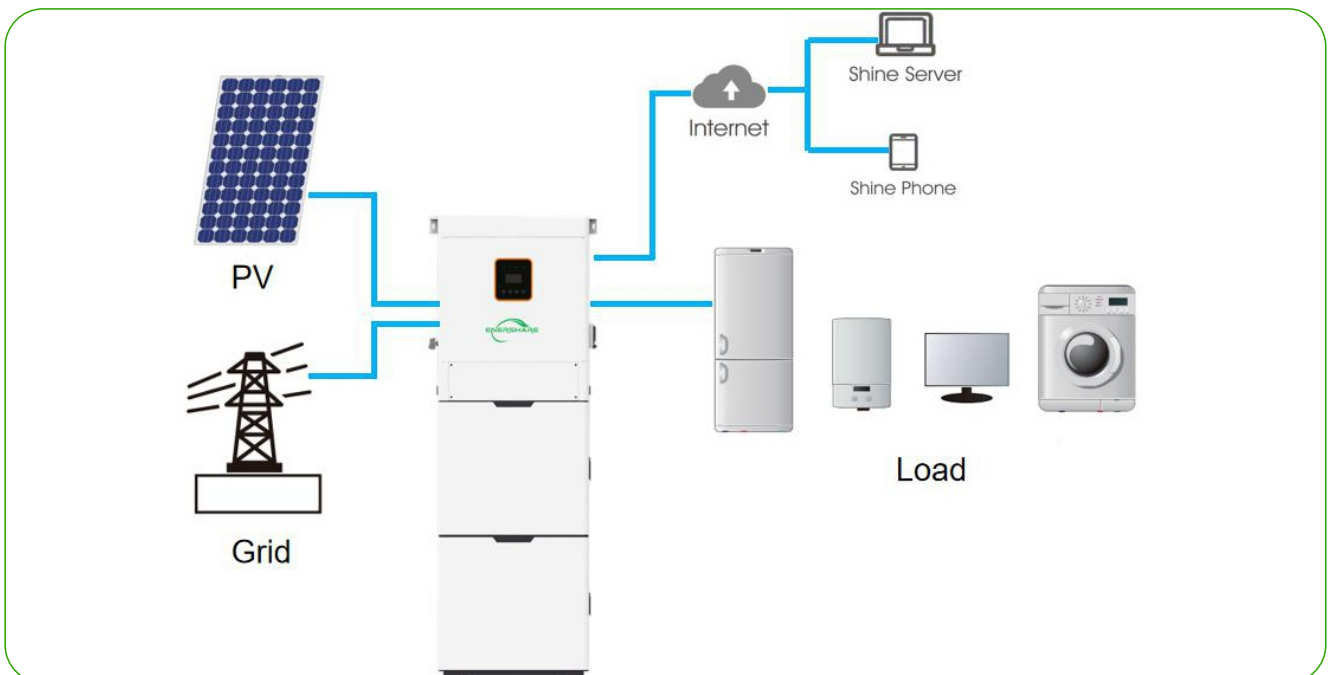 Shine Server
Internet
Shine Phone
PV
ENERSHARE
Load
Grid